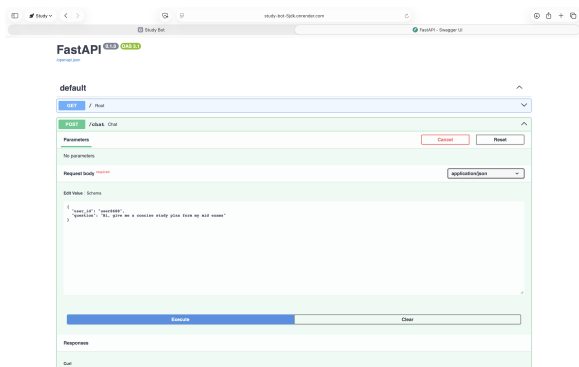 Study
study-bot-5jdk.onrender.com
Study Bot
FastAPI - Swagger UI
FastAPI 0.1.0 OAS 3.1
/openapi.json
default
GET / Root
POST /chat Chat
Parameters
Cancel
Reset
No parameters
Request body required
application/json
Edit Value | Schema
{
"user_id": "user8688",
"question": "Hi, give me a concise study plan form my mid exams"
}
Execute
Clear
Responses
Curl